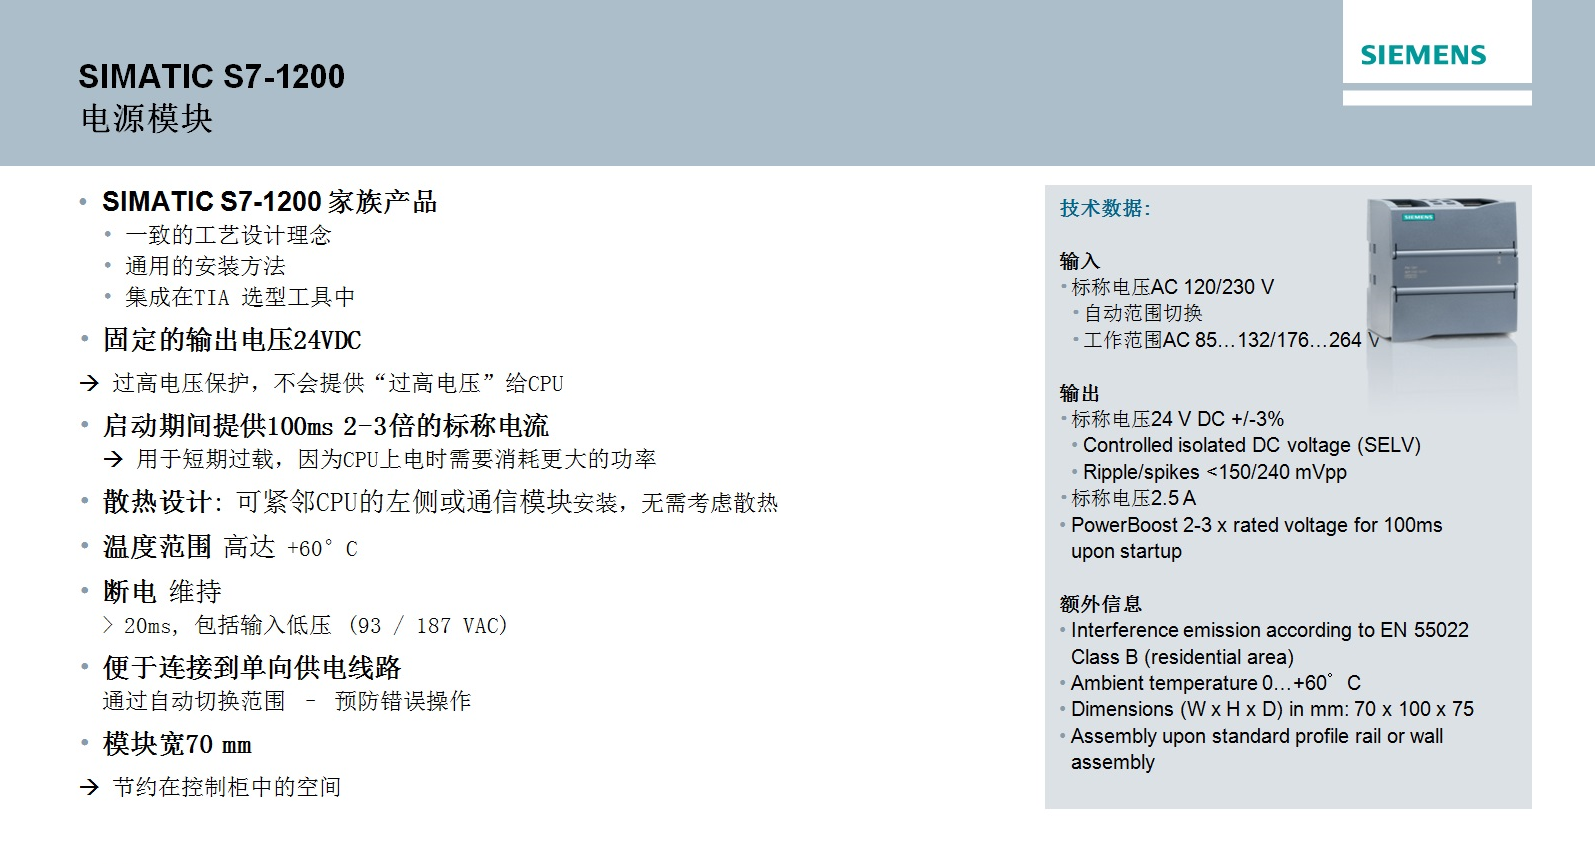 SIMATIC S7-1200
电源模块
SIEMENS
• SIMATIC S7-1200 家族产品
• 一致的工艺设计理念
• 通用的安装方法
• 集成在TIA 选型工具中
• 固定的输出电压24VDC
→ 过高电压保护，不会提供“过高电压”给CPU
• 启动期间提供100ms 2-3倍的标称电流
→ 用于短期过载，因为CPU上电时需要消耗更大的功率
• 散热设计: 可紧邻CPU的左侧或通信模块安装，无需考虑散热
• 温度范围 高达 +60°C
• 断电 维持
> 20ms, 包括输入低压 (93 / 187 VAC)
• 便于连接到单向供电线路
通过自动切换范围 - 预防错误操作
• 模块宽70 mm
→ 节约在控制柜中的空间
技术数据:
SIEMENS
输入
• 标称电压AC 120/230 V
• 自动范围切换
• 工作范围AC 85…132/176…264 V
输出
• 标称电压24 V DC +/-3%
• Controlled isolated DC voltage (SELV)
• Ripple/spikes <150/240 mVpp
• 标称电压2.5 A
• PowerBoost 2-3 x rated voltage for 100ms
upon startup
额外信息
• Interference emission according to EN 55022
Class B (residential area)
• Ambient temperature 0…+60°C
• Dimensions (W x H x D) in mm: 70 x 100 x 75
• Assembly upon standard profile rail or wall
assembly